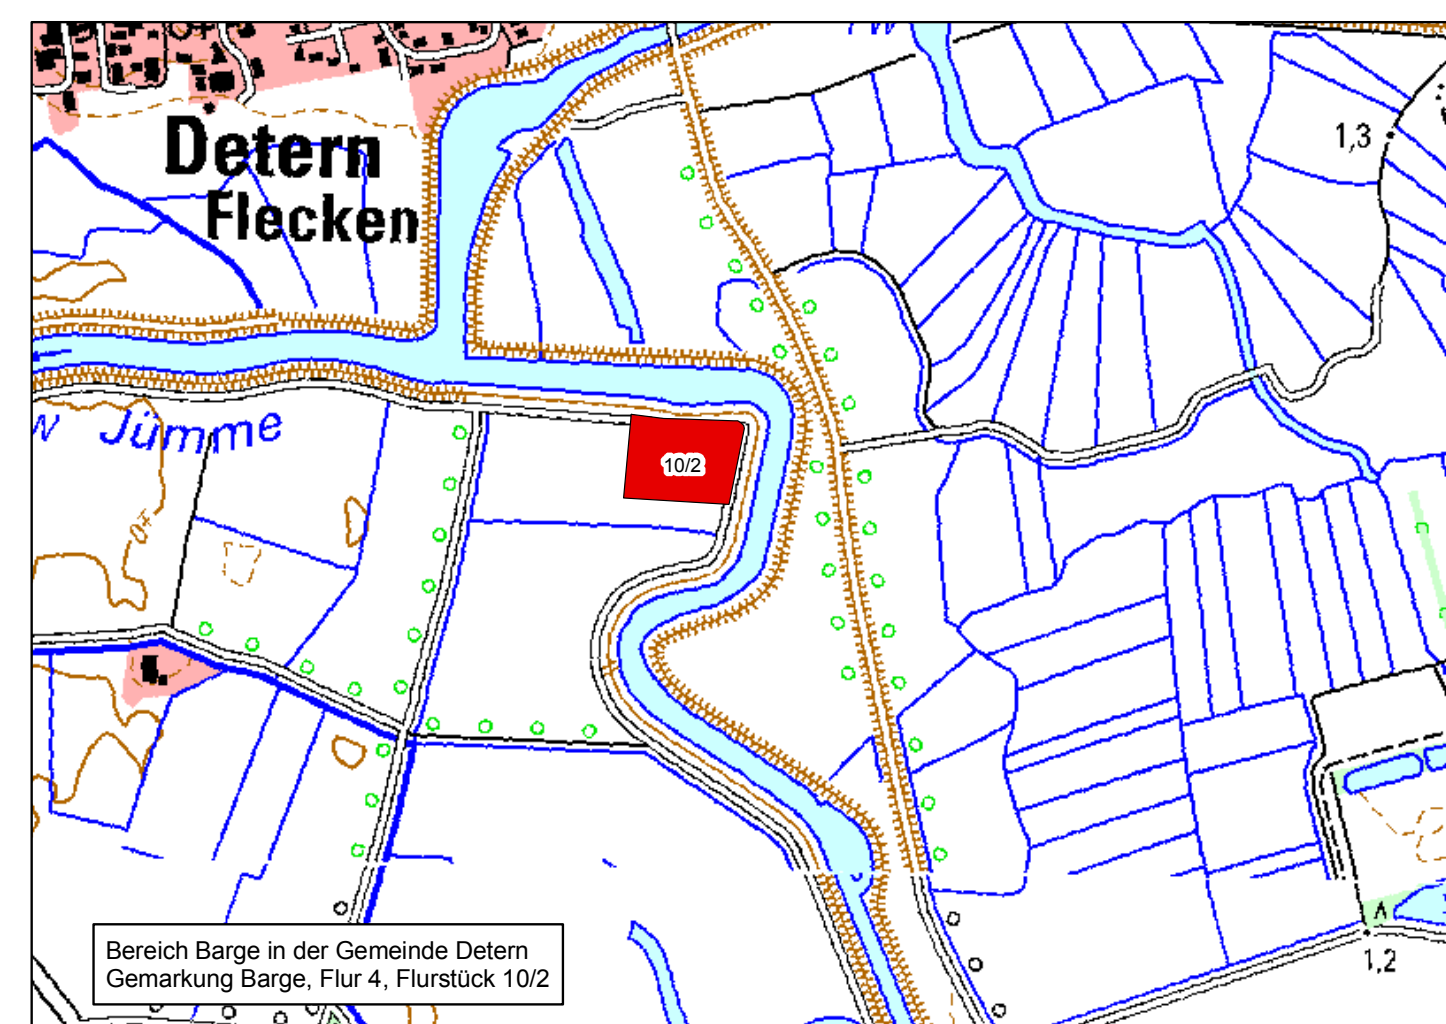 1,3
Detern
Flecken
N Jümme
10/2
Bereich Barge in der Gemeinde Detern
Gemarkung Barge, Flur 4, Flurstück 10/2
1,2